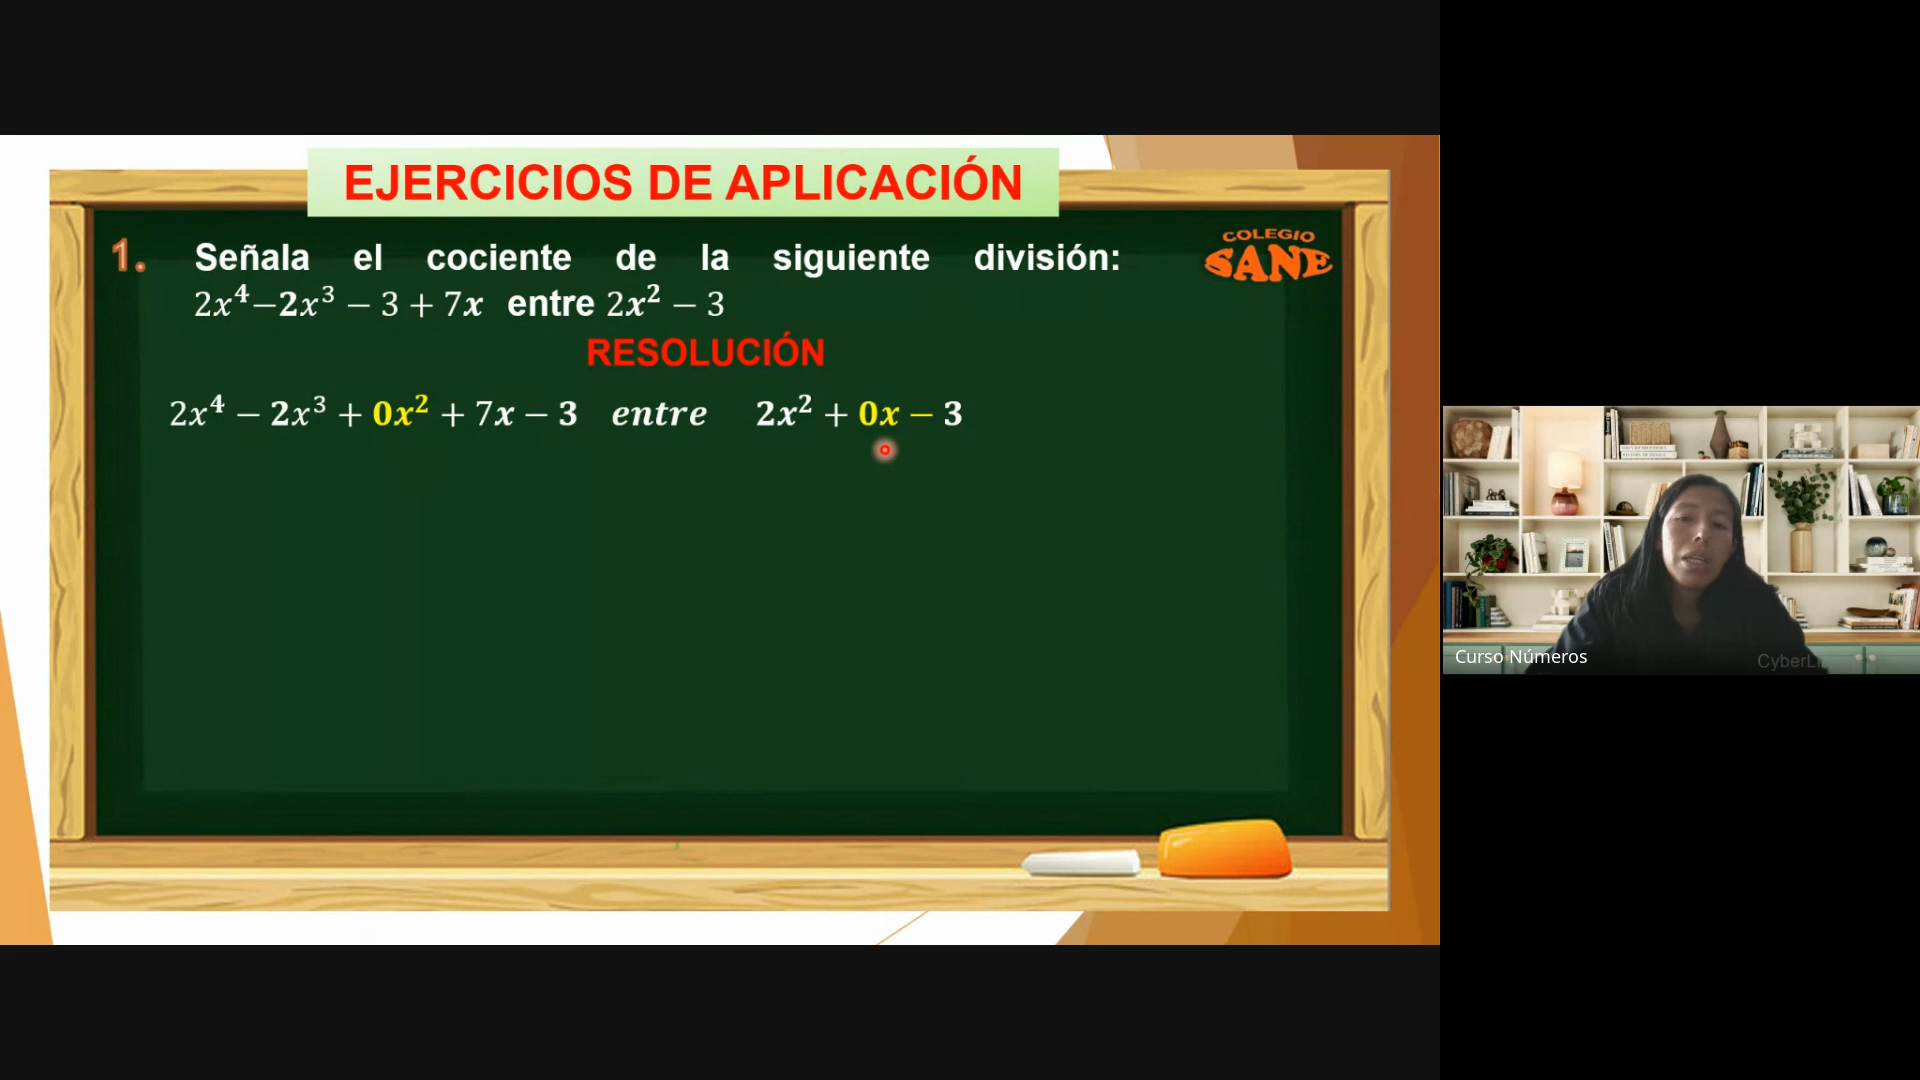 EJERCICIOS DE APLICACIÓN
COLEGIO
SANE
1. Señala el cociente de la siguiente división:
2x⁴−2x³ − 3 + 7x entre 2x² − 3
RESOLUCIÓN
2x⁴ − 2x³ + 0x² + 7x − 3 entre 2x² + 0x − 3
Curso Números